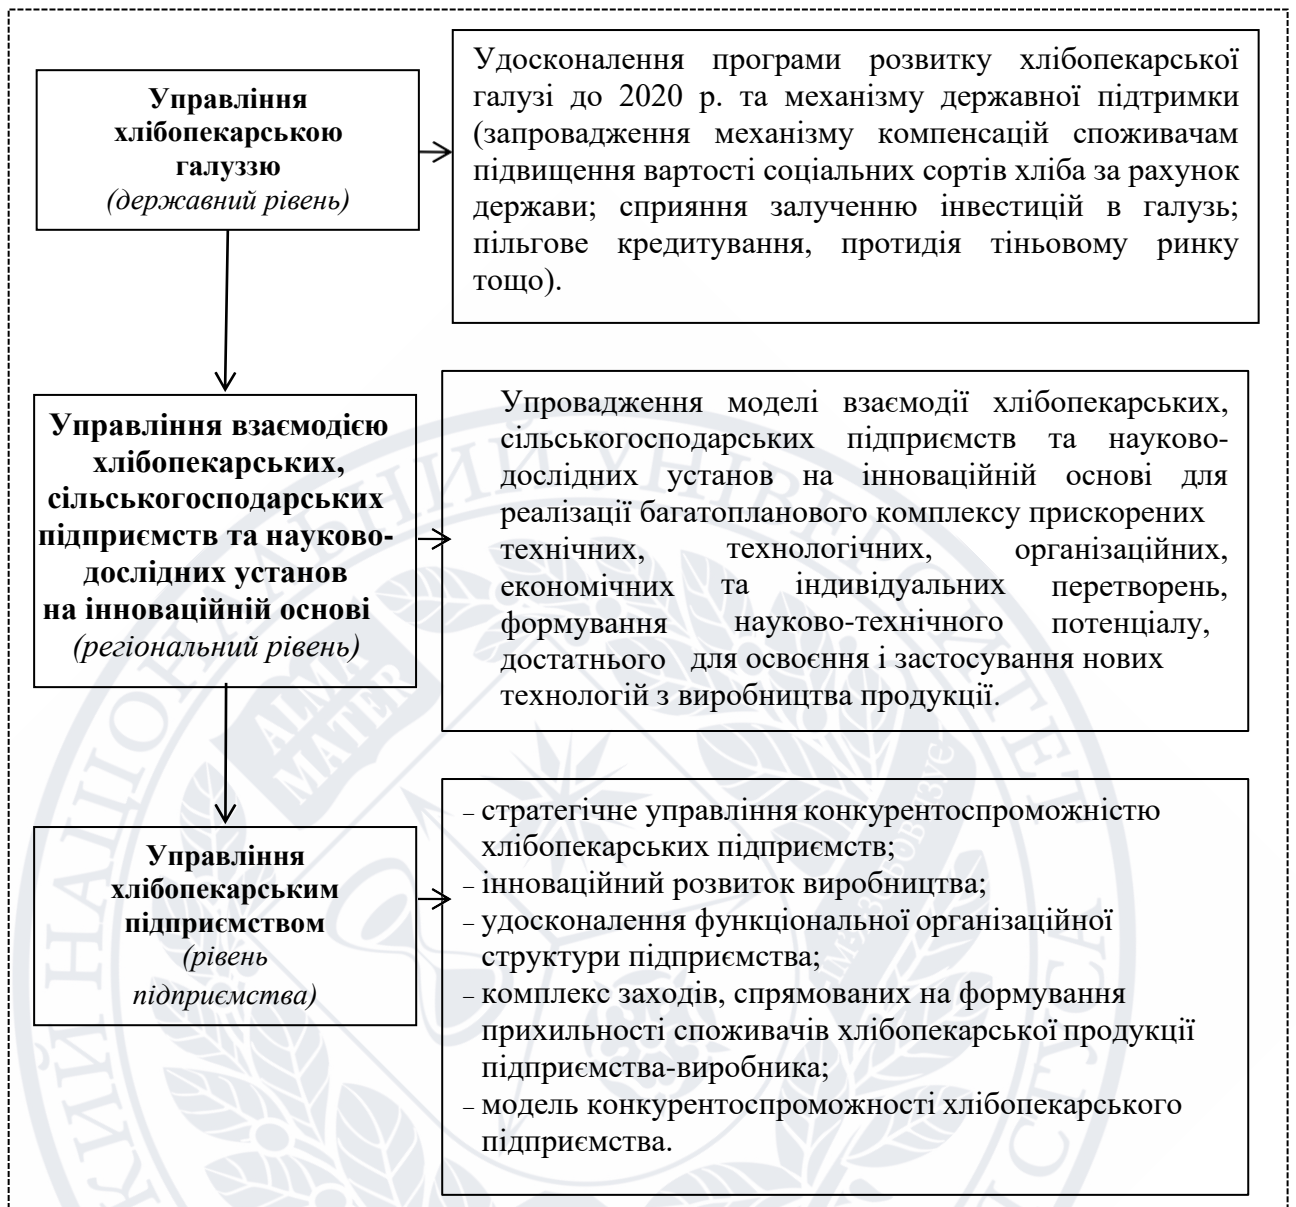 Управління
хлібопекарською
галуззю
(державний рівень)
Удосконалення програми розвитку хлібопекарської
галузі до 2020 р. та механізму державної підтримки
(запровадження механізму компенсацій споживачам
підвищення вартості соціальних сортів хліба за рахунок
держави; сприяння залученню інвестицій в галузь;
пільгове кредитування, протидія тіньовому ринку
тощо).
Управління взаємодією
хлібопекарських,
сільськогосподарських
підприємств та науково-
дослідних установ
на інноваційній основі
(регіональний рівень)
Упровадження моделі взаємодії хлібопекарських,
сільськогосподарських підприємств та науково-
дослідних установ на інноваційній основі для
реалізації багатопланового комплексу прискорених
технічних, технологічних, організаційних,
економічних та індивідуальних перетворень,
формування науково-технічного потенціалу,
достатнього для освоєння і застосування нових
технологій з виробництва продукції.
Управління
хлібопекарським
підприємством
(рівень
підприємства)
– стратегічне управління конкурентоспроможністю
хлібопекарських підприємств;
– інноваційний розвиток виробництва;
– удосконалення функціональної організаційної
структури підприємства;
– комплекс заходів, спрямованих на формування
прихильності споживачів хлібопекарської продукції
підприємства-виробника;
– модель конкурентоспроможності хлібопекарського
підприємства.
ALMA
MATER